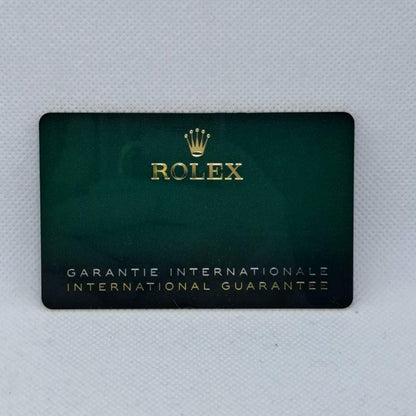 ROLEX
GARANTIE INTERNATIONALE
INTERNATIONAL GUARANTEE